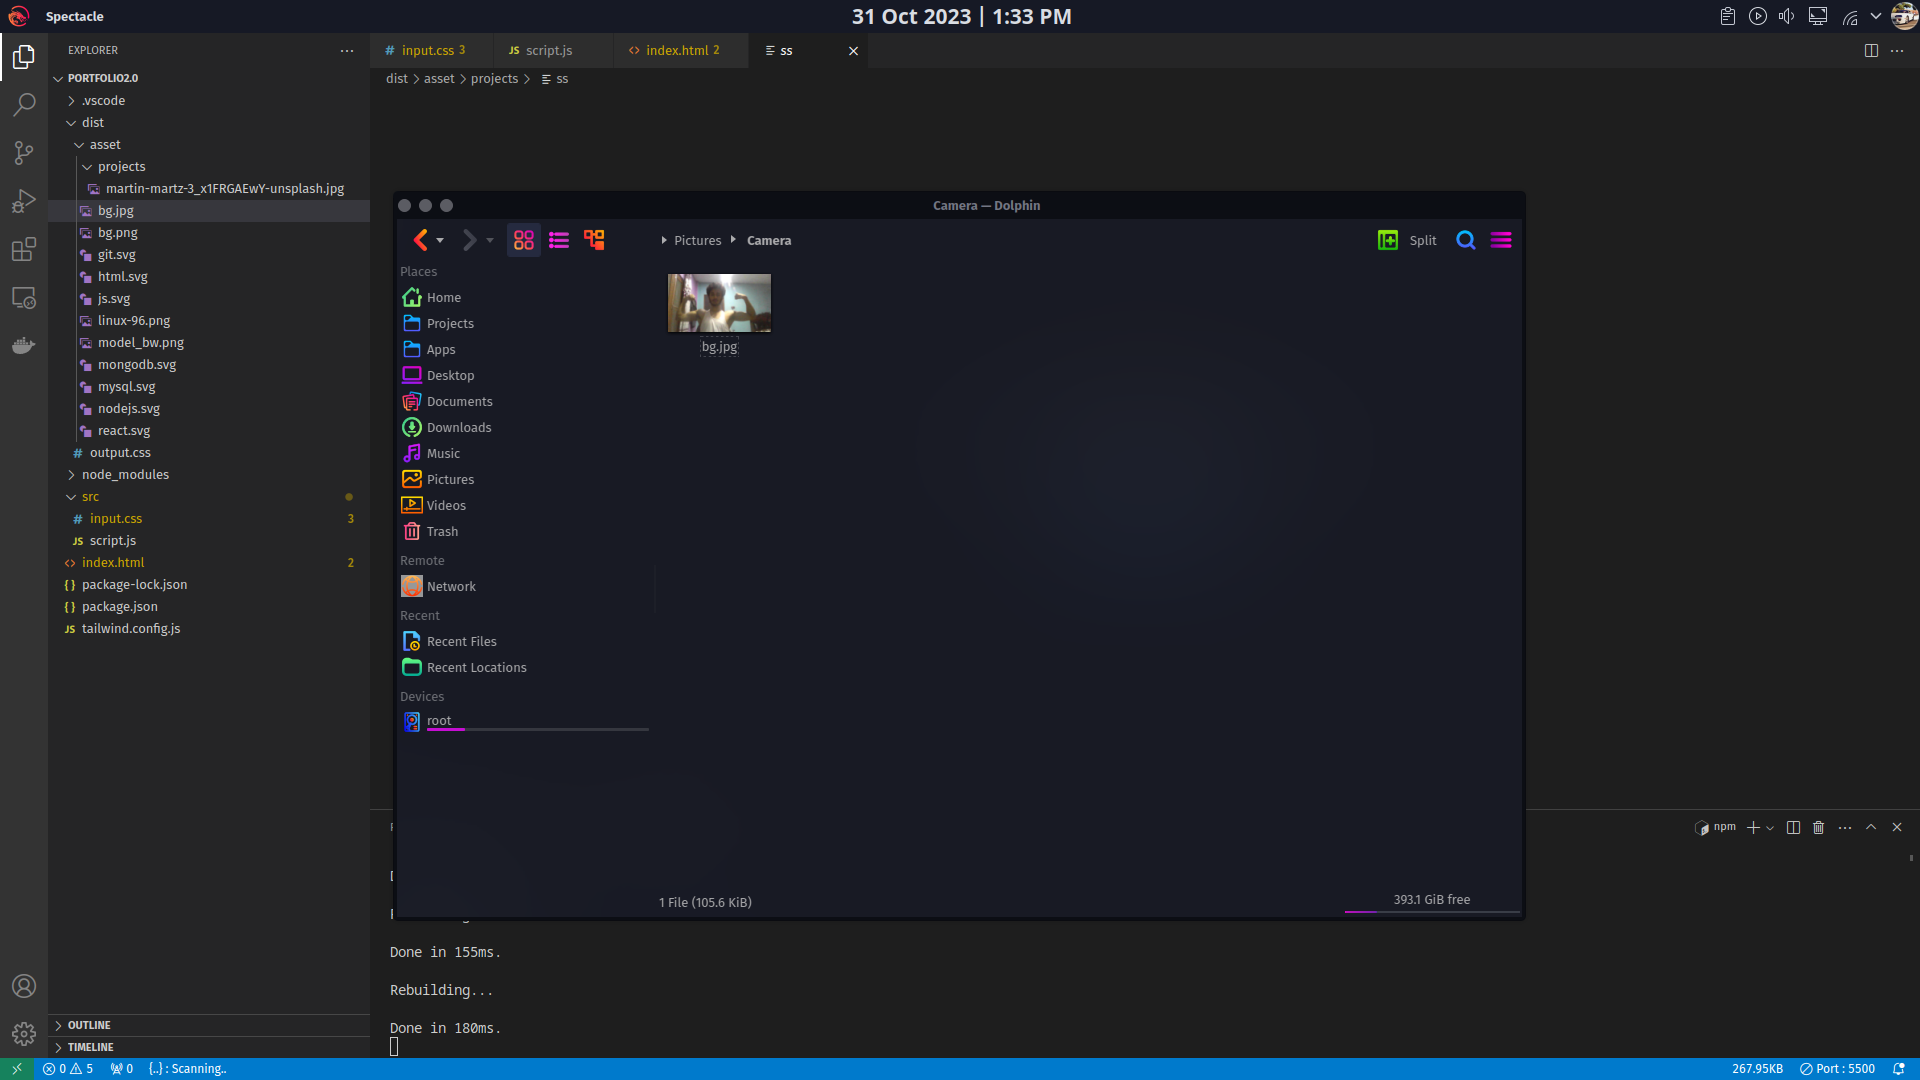 Spectacle
31 Oct 2023 | 1:33 PM
EXPLORER
PORTFOLIO2.0
.vscode
dist
asset
projects
martin-martz-3_x1FRGAEwY-unsplash.jpg
bg.jpg
bg.png
git.svg
html.svg
js.svg
linux-96.png
model_bw.png
mongodb.svg
mysql.svg
nodejs.svg
react.svg
# output.css
node_modules
src
# input.css 3
JS script.js
<> index.html 2
{} package-lock.json
{} package.json
JS tailwind.config.js
OUTLINE
TIMELINE
# input.css 3
JS script.js
<> index.html 2
ss
dist > asset > projects > ss
Camera — Dolphin
Pictures Camera
Split
Places
Home
Projects
Apps
Desktop
Documents
Downloads
Music
Pictures
Videos
Trash
Remote
Network
Recent
Recent Files
Recent Locations
Devices
root
bg.jpg
1 File (105.6 KiB)
393.1 GiB free
npm
Done in 155ms.
Rebuilding...
Done in 180ms.
0 5
0
{..} : Scanning..
267.95KB
Port : 5500